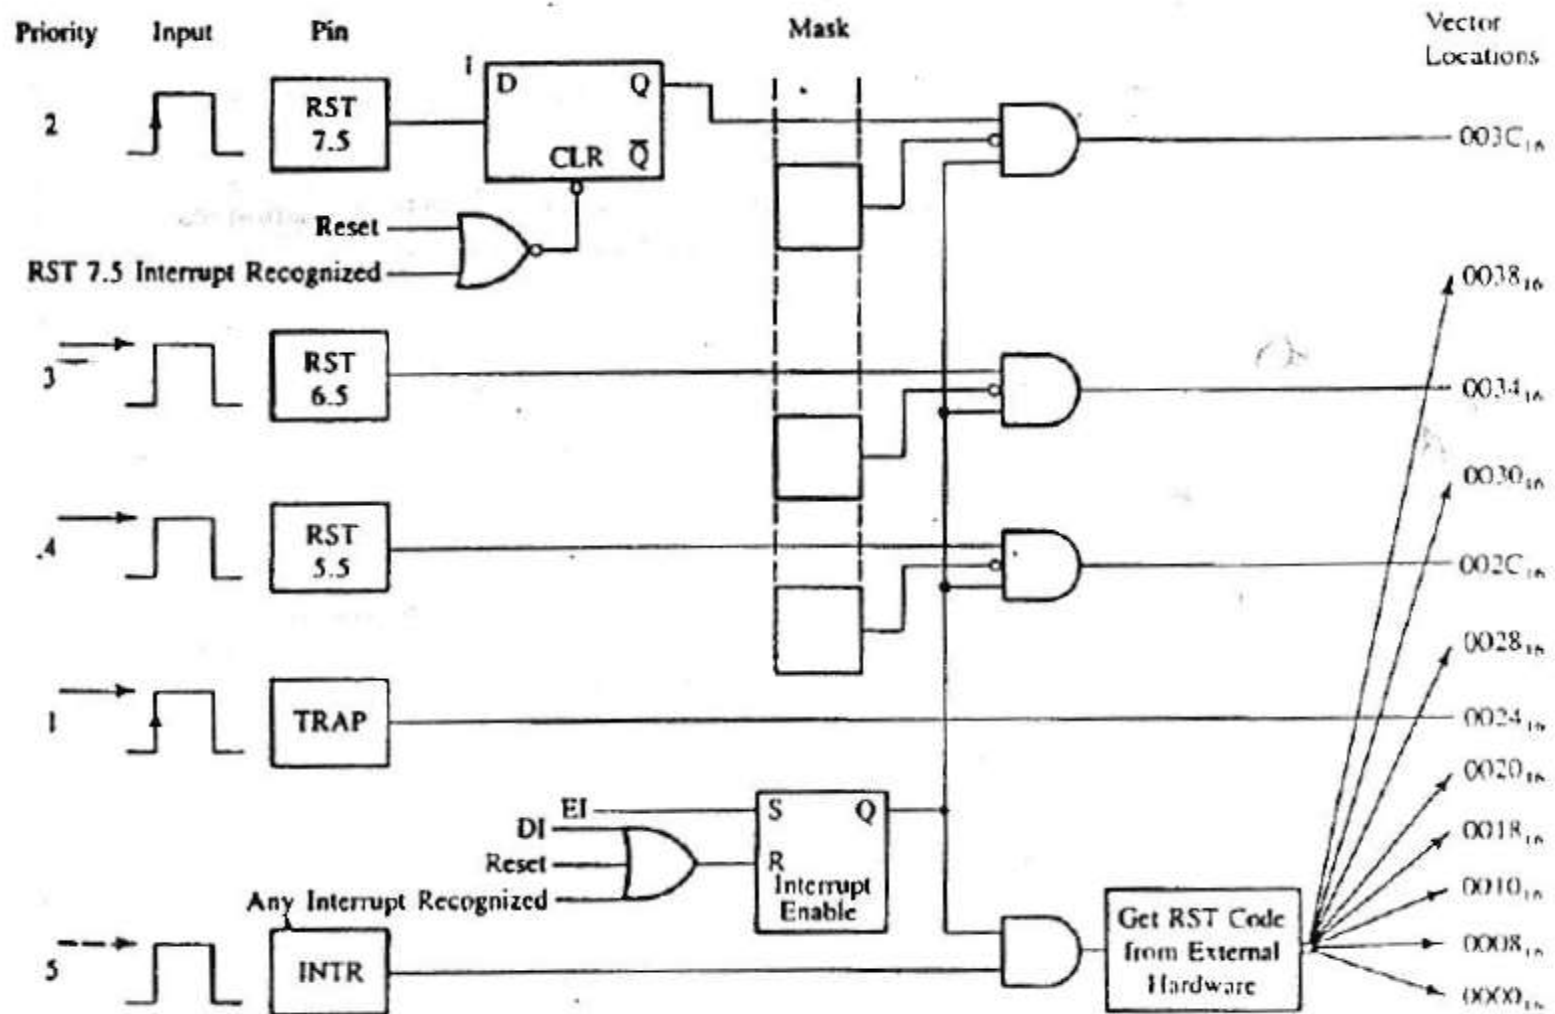 Priority Input Pin Mask Vector
Locations
2
RST
7.5
I
D Q
CLR Q̅
003C₁₆
Reset
RST 7.5 Interrupt Recognized
0038₁₆
3
RST
6.5
0034₁₆
0030₁₆
4
RST
5.5
002C₁₆
0028₁₆
1
TRAP
0024₁₆
0020₁₆
EI
DI
Reset
Any Interrupt Recognized
S Q
R
Interrupt
Enable
0018₁₆
0010₁₆
5
INTR
Get RST Code
from External
Hardware
0008₁₆
0000₁₆